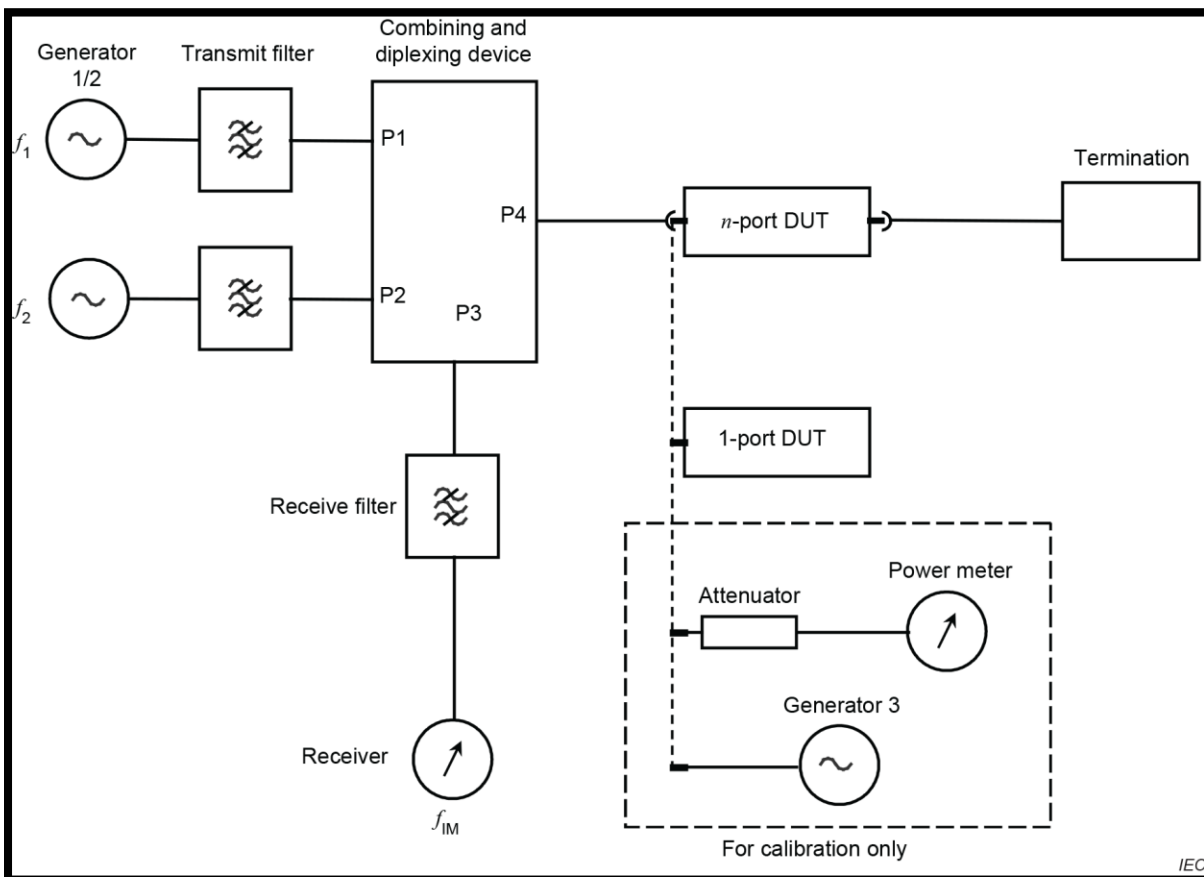 Combining and
diplexing device
Generator
1/2
Transmit filter
f1
P1
Termination
P4
n-port DUT
f2
P2
P3
1-port DUT
Receive filter
Power meter
Attenuator
Generator 3
Receiver
fIM
For calibration only
IEC